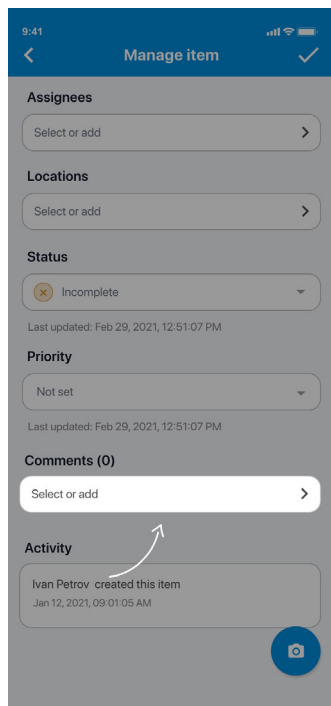 9:41
Manage item
Assignees
Select or add
Locations
Select or add
Status
Incomplete
Last updated: Feb 29, 2021, 12:51:07 PM
Priority
Not set
Last updated: Feb 29, 2021, 12:51:07 PM
Comments (0)
Select or add
Activity
Ivan Petrov created this item
Jan 12, 2021, 09:01:05 AM